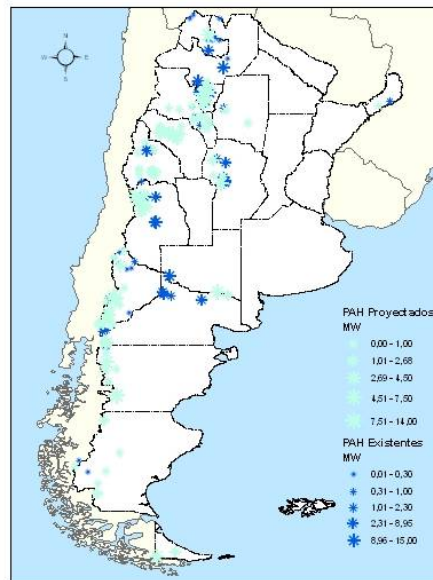 N
W
E
S
PAH Proyectados
MW
0,00 - 1,00
1,01 - 2,68
2,69 - 4,50
4,51 - 7,50
7,51 - 14,00
PAH Existentes
MW
0,01 - 0,30
0,31 - 1,00
1,01 - 2,30
2,31 - 8,95
8,96 - 15,00